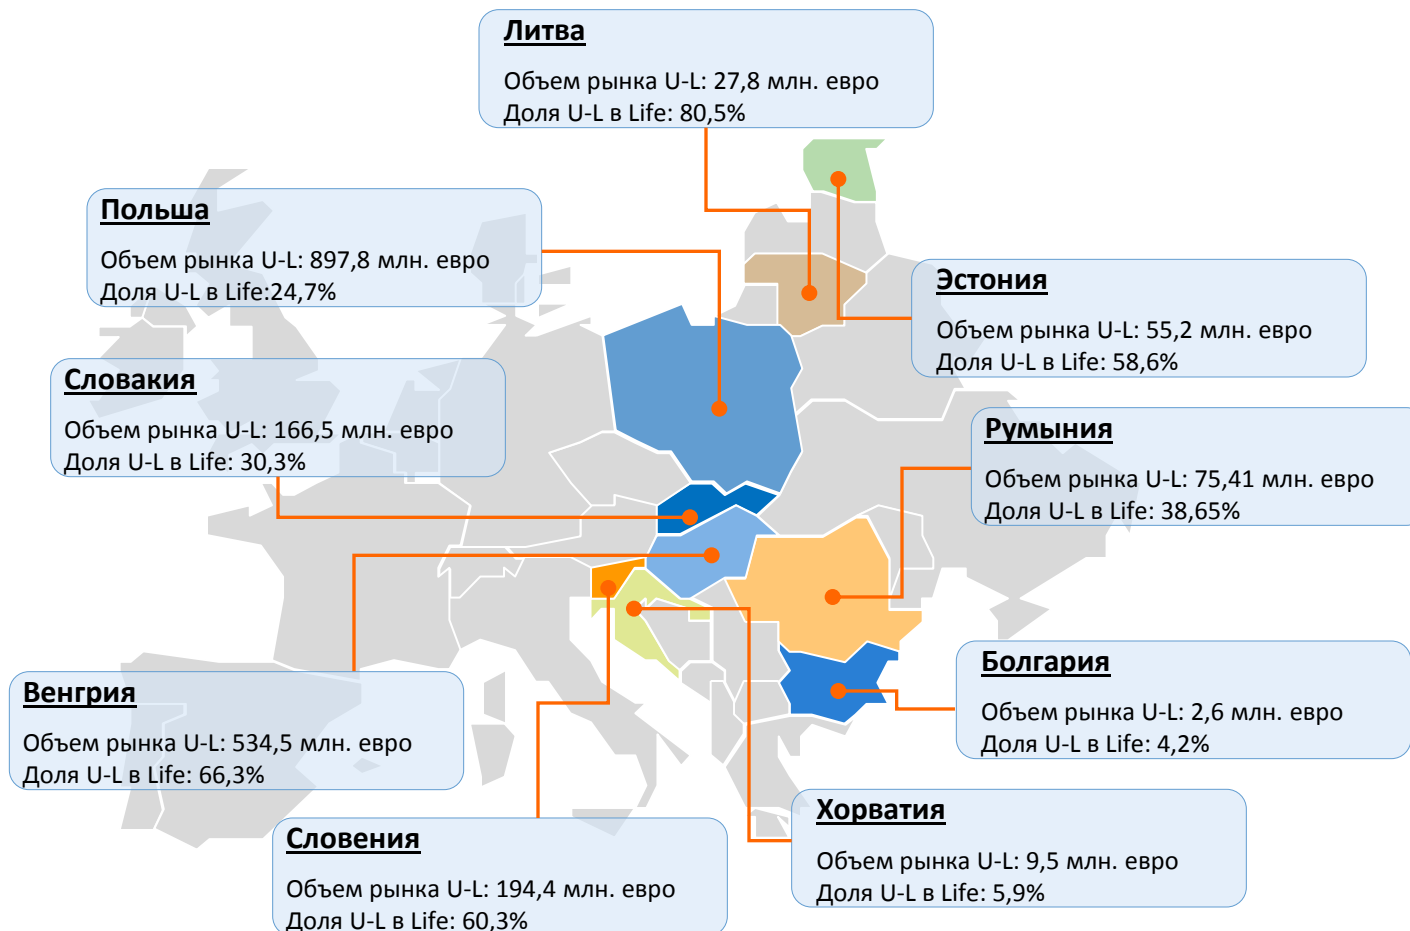 Литва
Объем рынка U-L: 27,8 млн. евро
Доля U-L в Life: 80,5%
Польша
Объем рынка U-L: 897,8 млн. евро
Доля U-L в Life:24,7%
Эстония
Объем рынка U-L: 55,2 млн. евро
Доля U-L в Life: 58,6%
Словакия
Объем рынка U-L: 166,5 млн. евро
Доля U-L в Life: 30,3%
Румыния
Объем рынка U-L: 75,41 млн. евро
Доля U-L в Life: 38,65%
Венгрия
Объем рынка U-L: 534,5 млн. евро
Доля U-L в Life: 66,3%
Болгария
Объем рынка U-L: 2,6 млн. евро
Доля U-L в Life: 4,2%
Словения
Объем рынка U-L: 194,4 млн. евро
Доля U-L в Life: 60,3%
Хорватия
Объем рынка U-L: 9,5 млн. евро
Доля U-L в Life: 5,9%